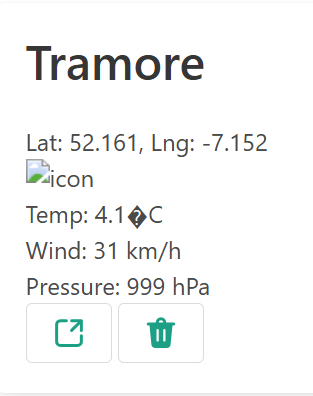 Tramore
Lat: 52.161, Lng: -7.152
icon
Temp: 4.1�C
Wind: 31 km/h
Pressure: 999 hPa